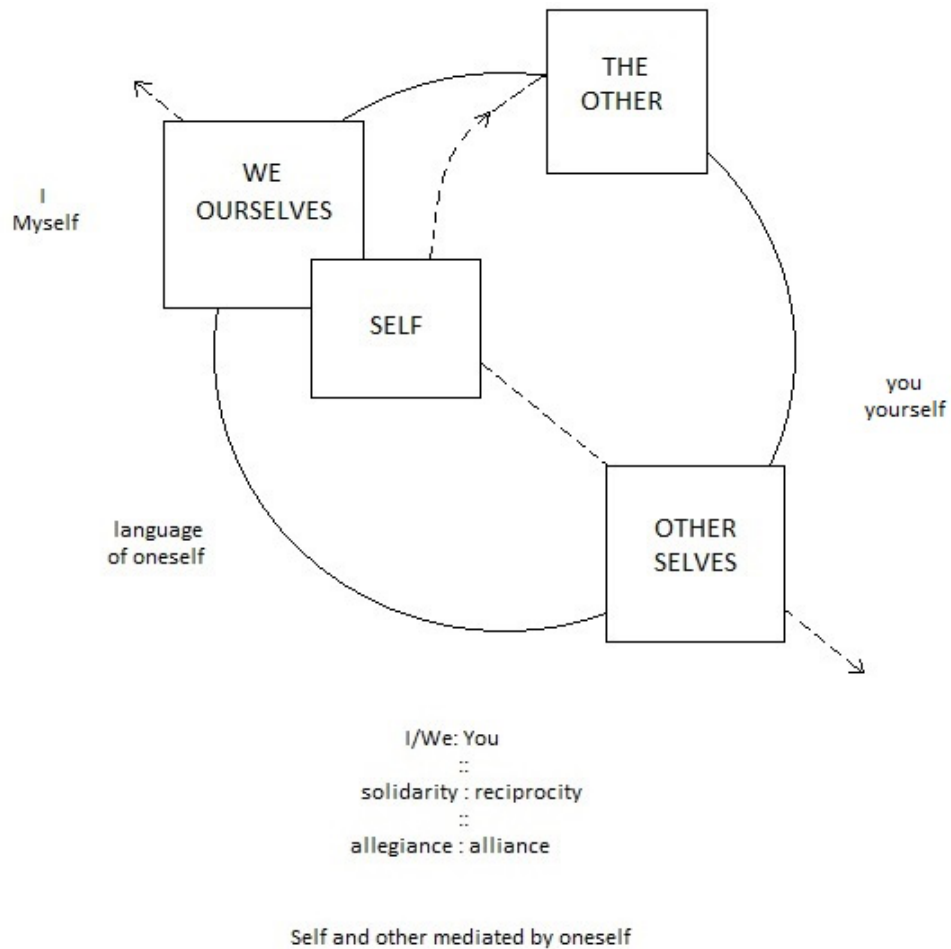 THE
OTHER
WE
OURSELVES
I
Myself
SELF
you
yourself
language
of oneself
OTHER
SELVES
I/We: You
::
solidarity : reciprocity
::
allegiance : alliance
Self and other mediated by oneself